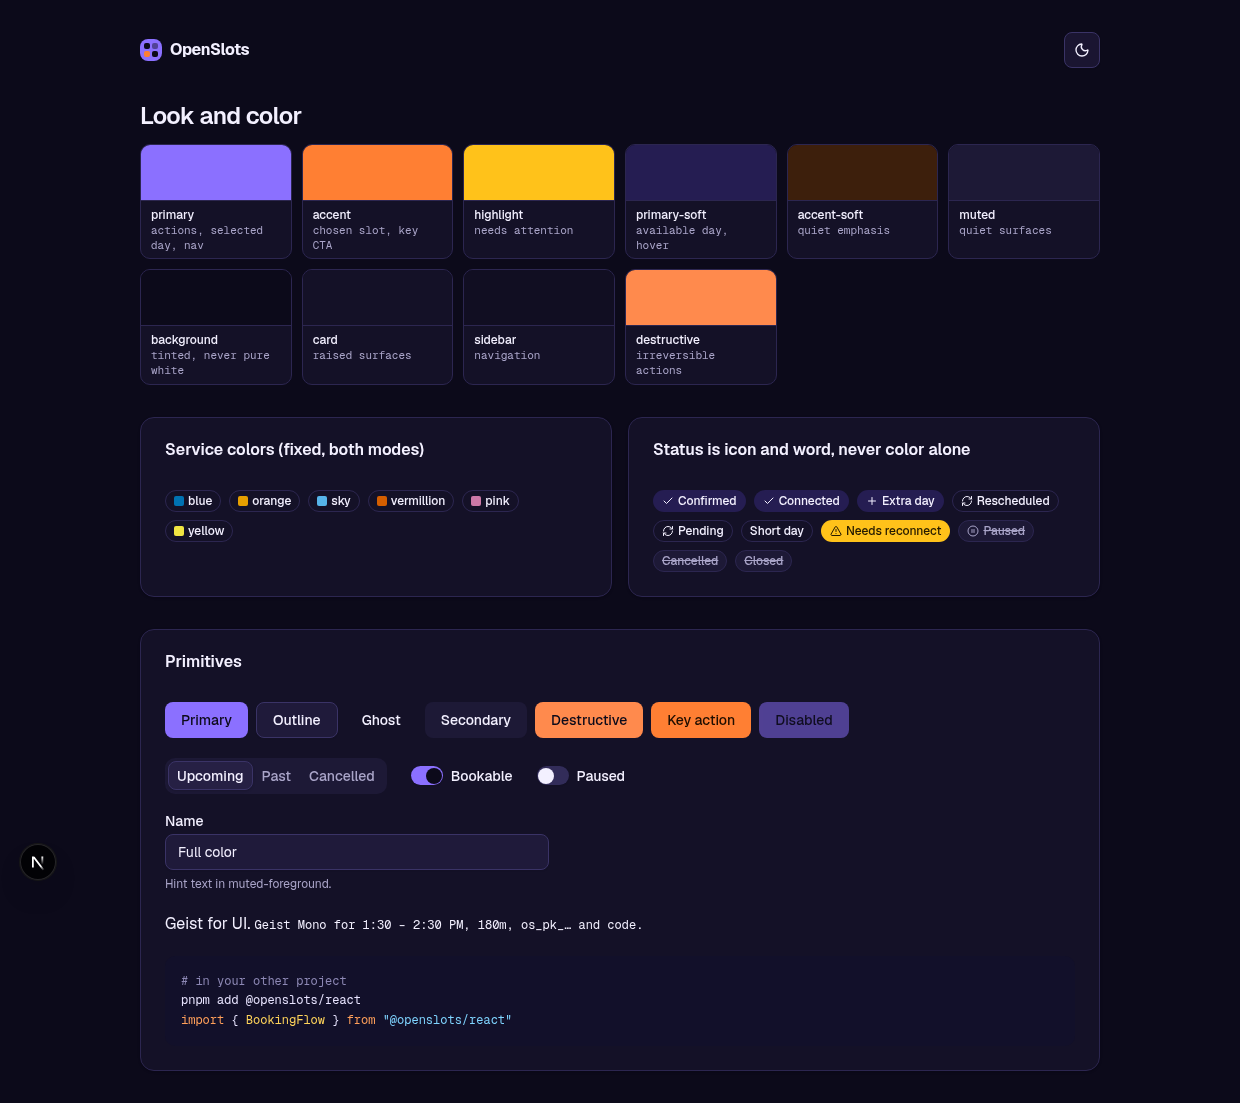 OpenSlots
Look and color
primary
actions, selected
day, nav
accent
chosen slot, key
CTA
highlight
needs attention
primary-soft
available day,
hover
accent-soft
quiet emphasis
muted
quiet surfaces
background
tinted, never pure
white
card
raised surfaces
sidebar
navigation
destructive
irreversible
actions
Service colors (fixed, both modes)
blue orange sky vermillion pink
yellow
Status is icon and word, never color alone
Confirmed Connected Extra day Rescheduled
Pending Short day Needs reconnect Paused
Cancelled Closed
Primitives
Primary Outline Ghost Secondary Destructive Key action Disabled
Upcoming Past Cancelled Bookable Paused
Name
Full color
Hint text in muted-foreground.
Geist for UI. Geist Mono for 1:30 – 2:30 PM, 180m, os_pk_… and code.
# in your other project
pnpm add @openslots/react
import { BookingFlow } from "@openslots/react"
N